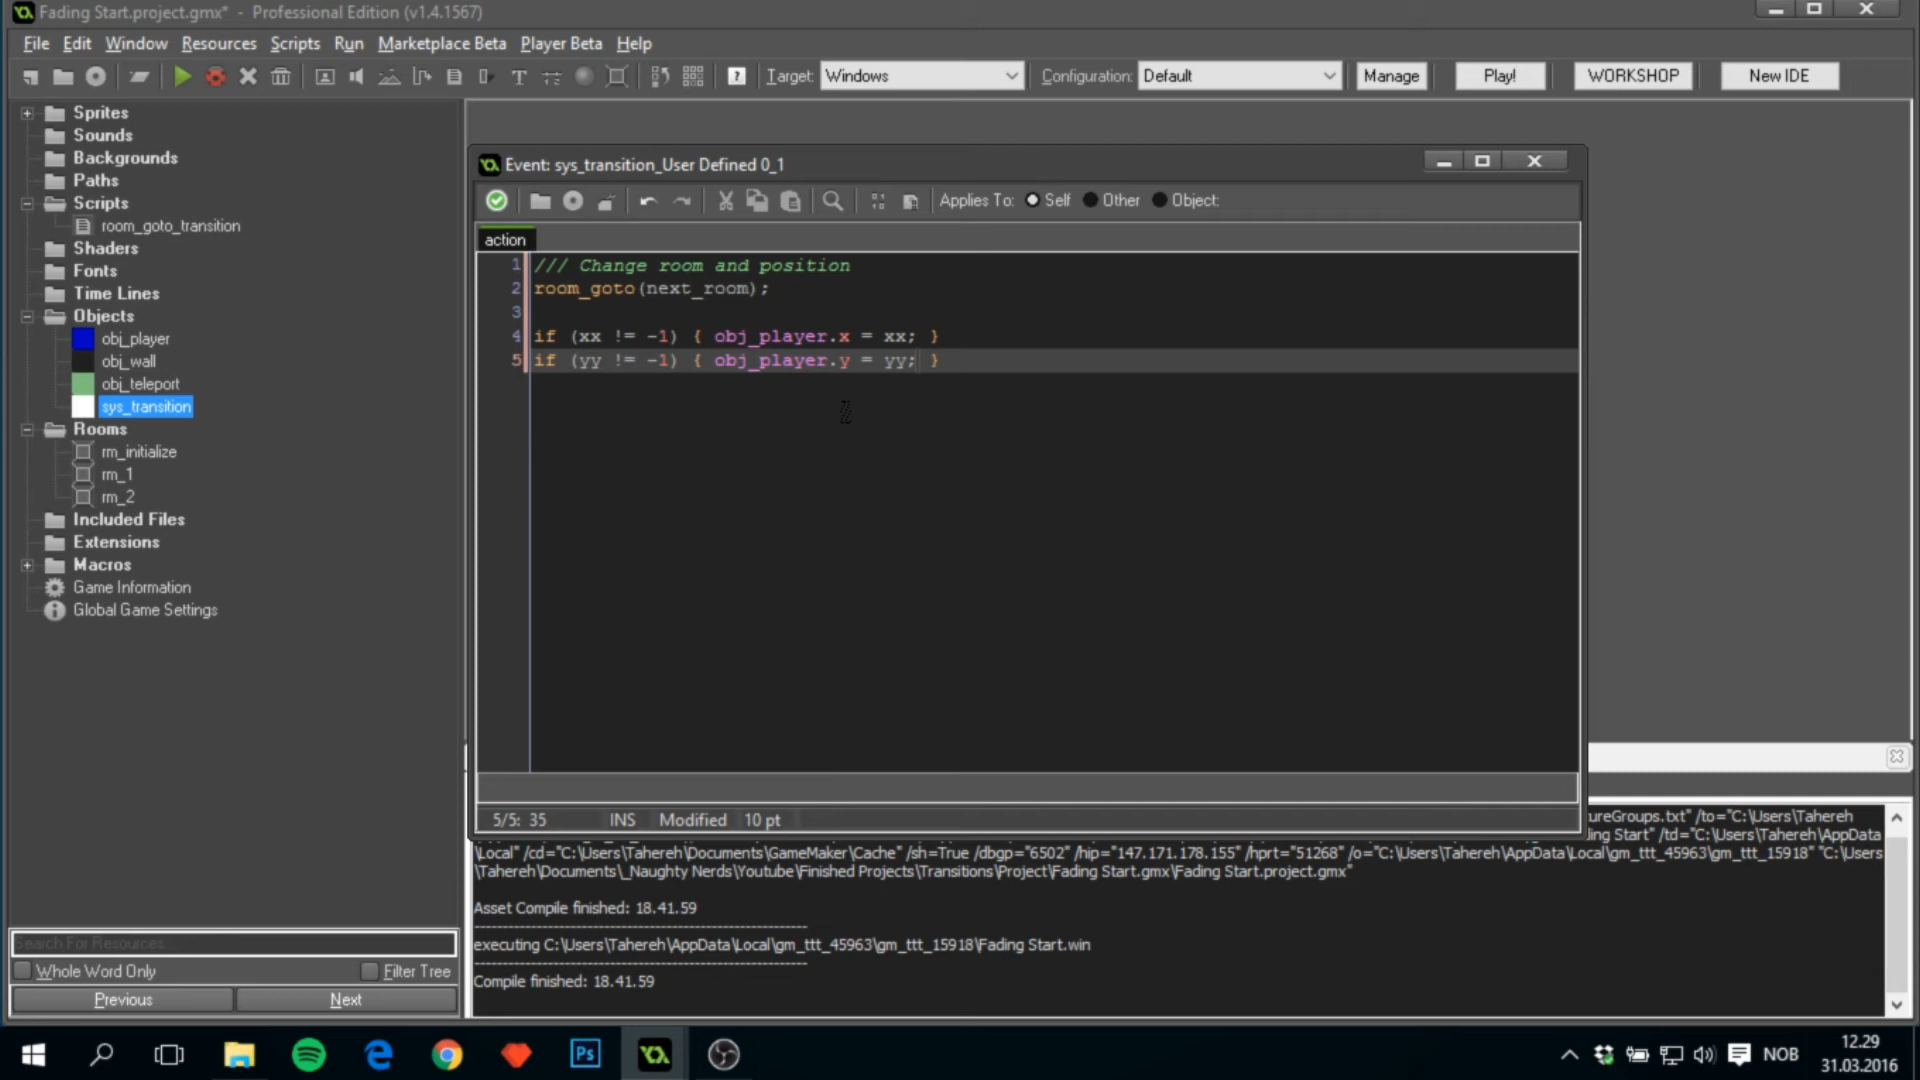 Fading Start.project.gmx* - Professional Edition (v1.4.1567)
File Edit Window Resources Scripts Run Marketplace Beta Player Beta Help
Target: Windows Configuration: Default Manage Play! WORKSHOP New IDE
Sprites
Sounds
Backgrounds
Paths
Scripts
room_goto_transition
Shaders
Fonts
Time Lines
Objects
obj_player
obj_wall
obj_teleport
sys_transition
Rooms
rm_initialize
rm_1
rm_2
Included Files
Extensions
Macros
Game Information
Global Game Settings
Search For Resources...
Whole Word Only Filter Tree
Previous Next
Event: sys_transition_User Defined 0_1
Applies To: Self Other Object:
action
1 /// Change room and position
2 room_goto(next_room);
3
4 if (xx != -1) { obj_player.x = xx; }
5 if (yy != -1) { obj_player.y = yy; }
5/5: 35 INS Modified 10 pt
ureGroups.txt" /to="C:\Users\Tahereh
ling Start" /td="C:\Users\Tahereh\AppData
\Local" /cd="C:\Users\Tahereh\Documents\GameMaker\Cache" /sh=True /dbgp="6502" /hip="147.171.178.155" /hprt="51268" /o="C:\Users\Tahereh\AppData\Local\gm_ttt_45963\gm_ttt_15918" "C:\Users
\Tahereh\Documents\_Naughty Nerds\Youtube\Finished Projects\Transitions\Project\Fading Start.gmx\Fading Start.project.gmx"
Asset Compile finished: 18.41.59
executing C:\Users\Tahereh\AppData\Local\gm_ttt_45963\gm_ttt_15918\Fading Start.win
Compile finished: 18.41.59
Ps
NOB
12.29
31.03.2016